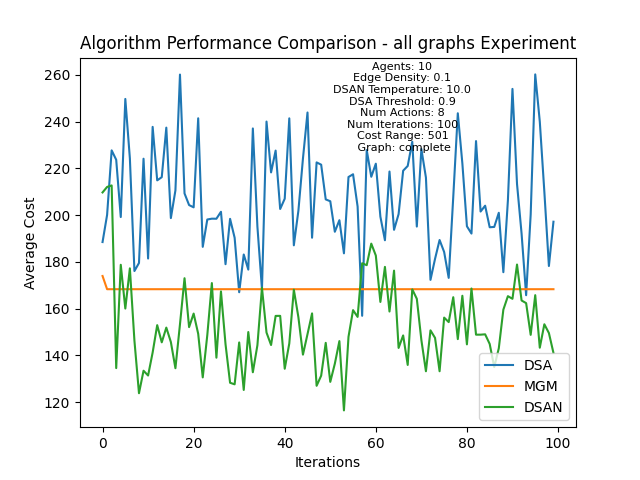 Algorithm Performance Comparison - all graphs Experiment
Agents: 10
Edge Density: 0.1
DSAN Temperature: 10.0
DSA Threshold: 0.9
Num Actions: 8
Num Iterations: 100
Cost Range: 501
Graph: complete
260
240
220
200
180
160
140
120
Average Cost
0
20
40
60
80
100
Iterations
DSA
MGM
DSAN